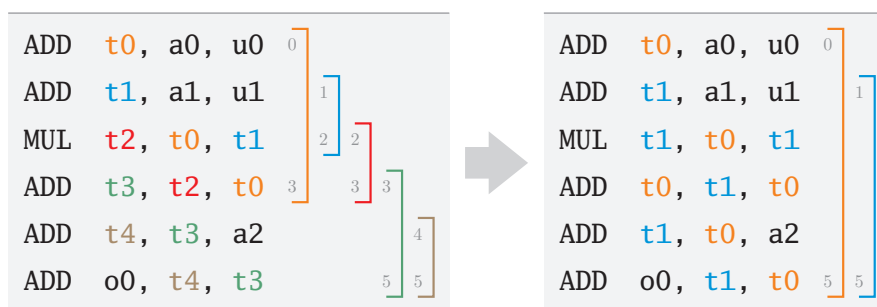 ADD t0, a0, u0 0
ADD t1, a1, u1 1
MUL t2, t0, t1 2 2
ADD t3, t2, t0 3 3 3
ADD t4, t3, a2 4
ADD o0, t4, t3 5 5
ADD t0, a0, u0 0
ADD t1, a1, u1 1
MUL t1, t0, t1
ADD t0, t1, t0
ADD t1, t0, a2
ADD o0, t1, t0 5 5